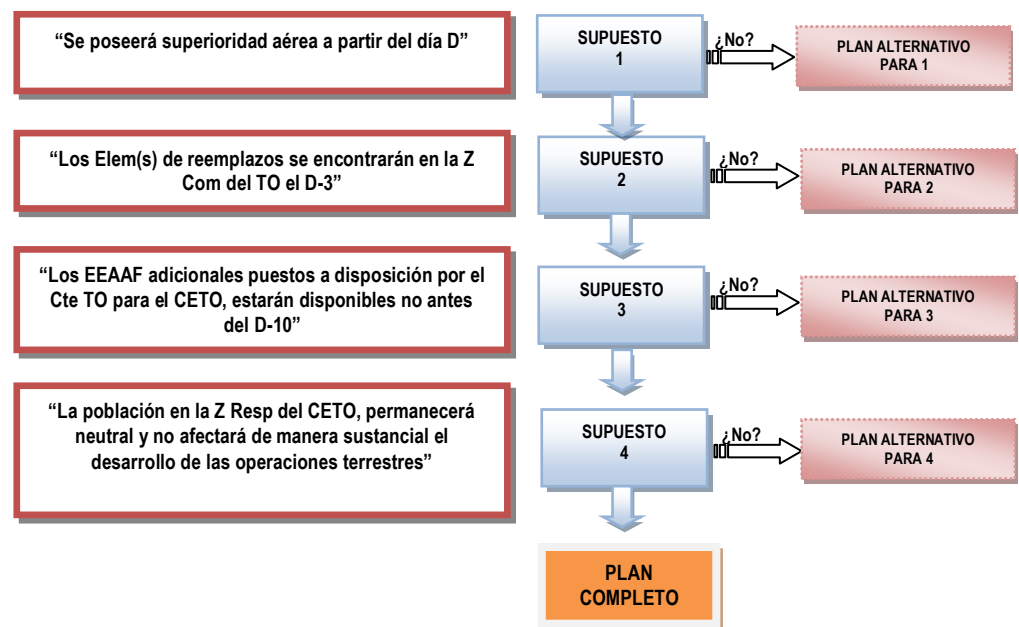 “Se poseerá superioridad aérea a partir del día D”
SUPUESTO
1
¿No?
PLAN ALTERNATIVO
PARA 1
“Los Elem(s) de reemplazos se encontrarán en la Z
Com del TO el D-3”
SUPUESTO
2
¿No?
PLAN ALTERNATIVO
PARA 2
“Los EEAAF adicionales puestos a disposición por el
Cte TO para el CETO, estarán disponibles no antes
del D-10”
SUPUESTO
3
¿No?
PLAN ALTERNATIVO
PARA 3
“La población en la Z Resp del CETO, permanecerá
neutral y no afectará de manera sustancial el
desarrollo de las operaciones terrestres”
SUPUESTO
4
¿No?
PLAN ALTERNATIVO
PARA 4
PLAN
COMPLETO